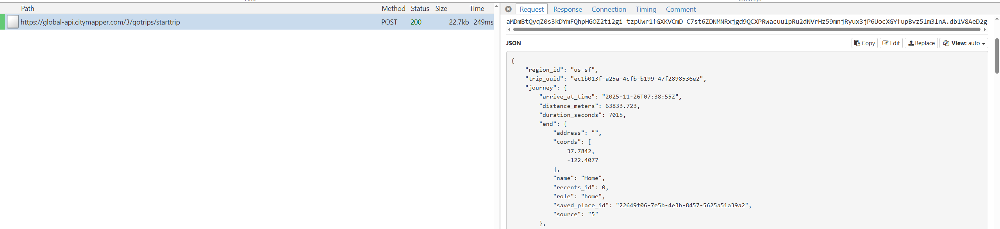 Path Method Status Size Time
https://global-api.citymapper.com/3/gotrips/starttrip POST 200 22.7kb 249ms
Request Response Connection Timing Comment
aMDmBtQyqZ0s3kDYmFQhpHGOZ2ti2gi_tzpUwr1fGXKVCmD_C7st6ZDNMNRxjgd9QCXPRwacuu1pRu2dNVrHz59mnjRyux3jP6UocXGYfupBvz5lm3lnA.db1V8AeD2g
JSON Copy Edit Replace View: auto
{
"region_id": "us-sf",
"trip_uuid": "ec1b013f-a25a-4cfb-b199-47f2898536e2",
"journey": {
"arrive_at_time": "2025-11-26T07:38:55Z",
"distance_meters": 63833.723,
"duration_seconds": 7015,
"end": {
"address": "",
"coords": [
37.7842,
-122.4077
],
"name": "Home",
"recents_id": 0,
"role": "home",
"saved_place_id": "22649f06-7e5b-4e3b-8457-5625a51a39a2",
"source": "5"
},